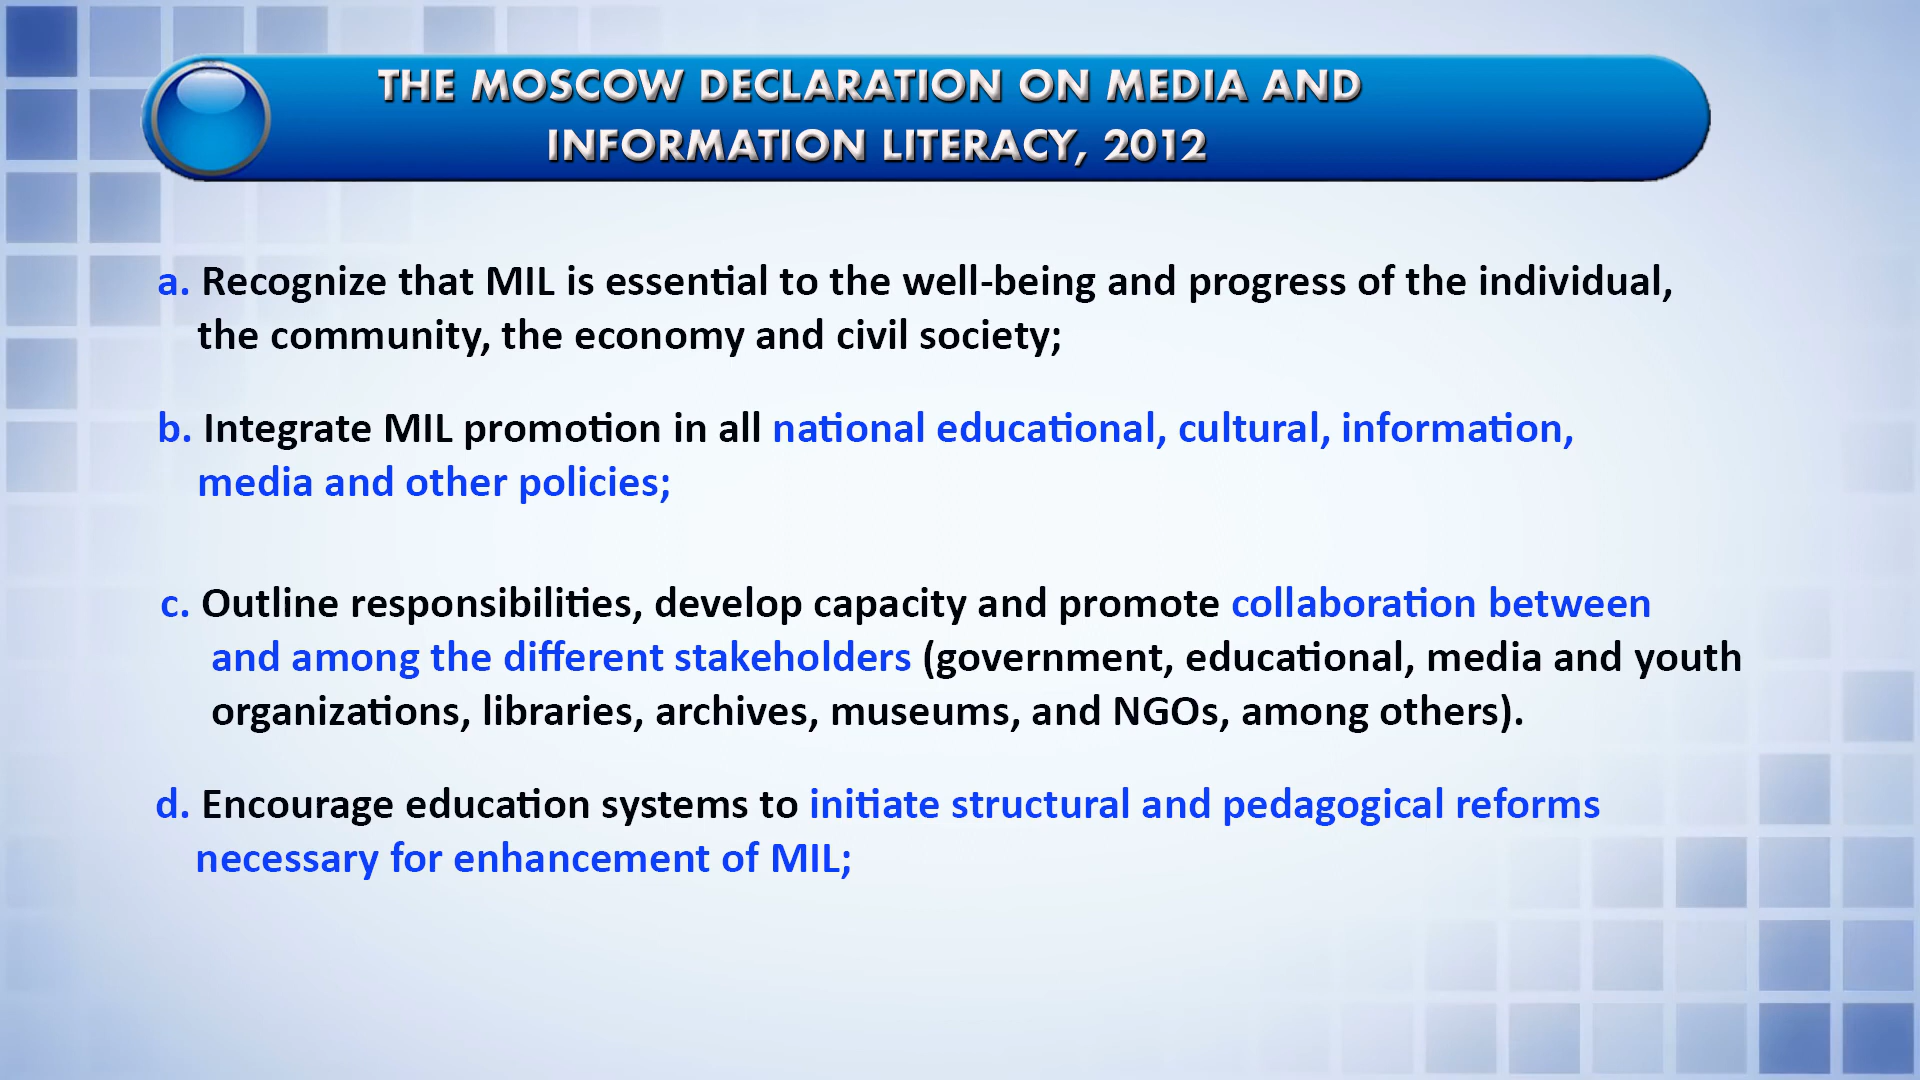 THE MOSCOW DECLARATION ON MEDIA AND
INFORMATION LITERACY, 2012
a. Recognize that MIL is essential to the well-being and progress of the individual,
the community, the economy and civil society;
b. Integrate MIL promotion in all national educational, cultural, information,
media and other policies;
c. Outline responsibilities, develop capacity and promote collaboration between
and among the different stakeholders (government, educational, media and youth
organizations, libraries, archives, museums, and NGOs, among others).
d. Encourage education systems to initiate structural and pedagogical reforms
necessary for enhancement of MIL;